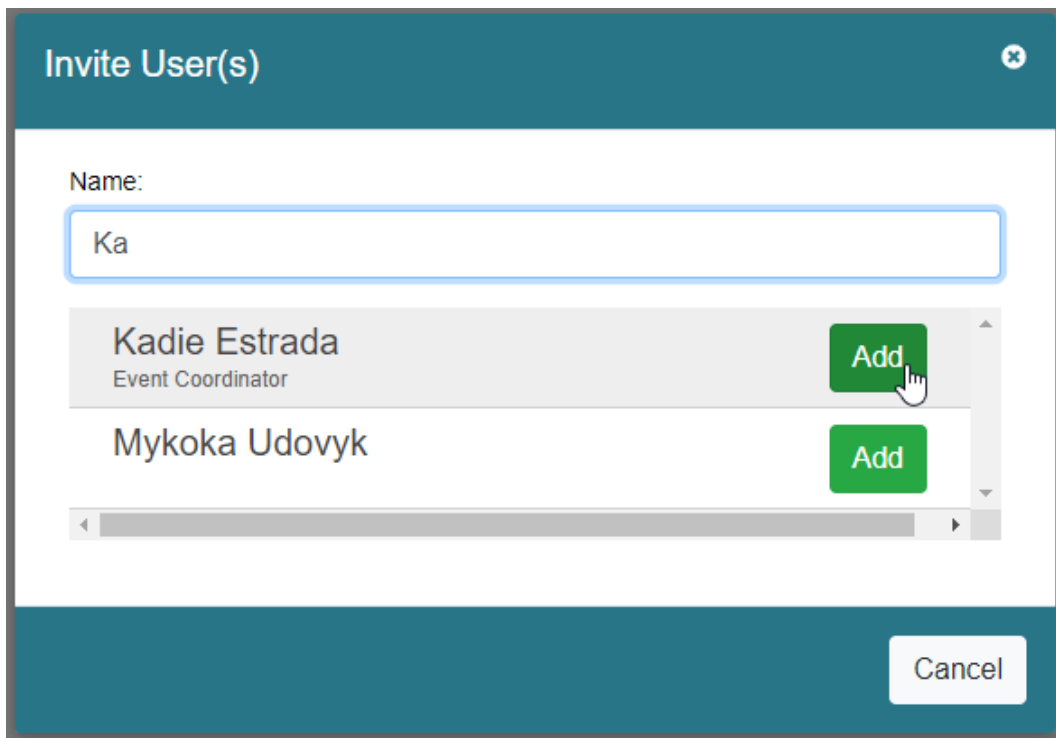 Invite User(s)
Name:
Ka
Kadie Estrada
Event Coordinator
Add
Mykoka Udovyk
Add
Cancel